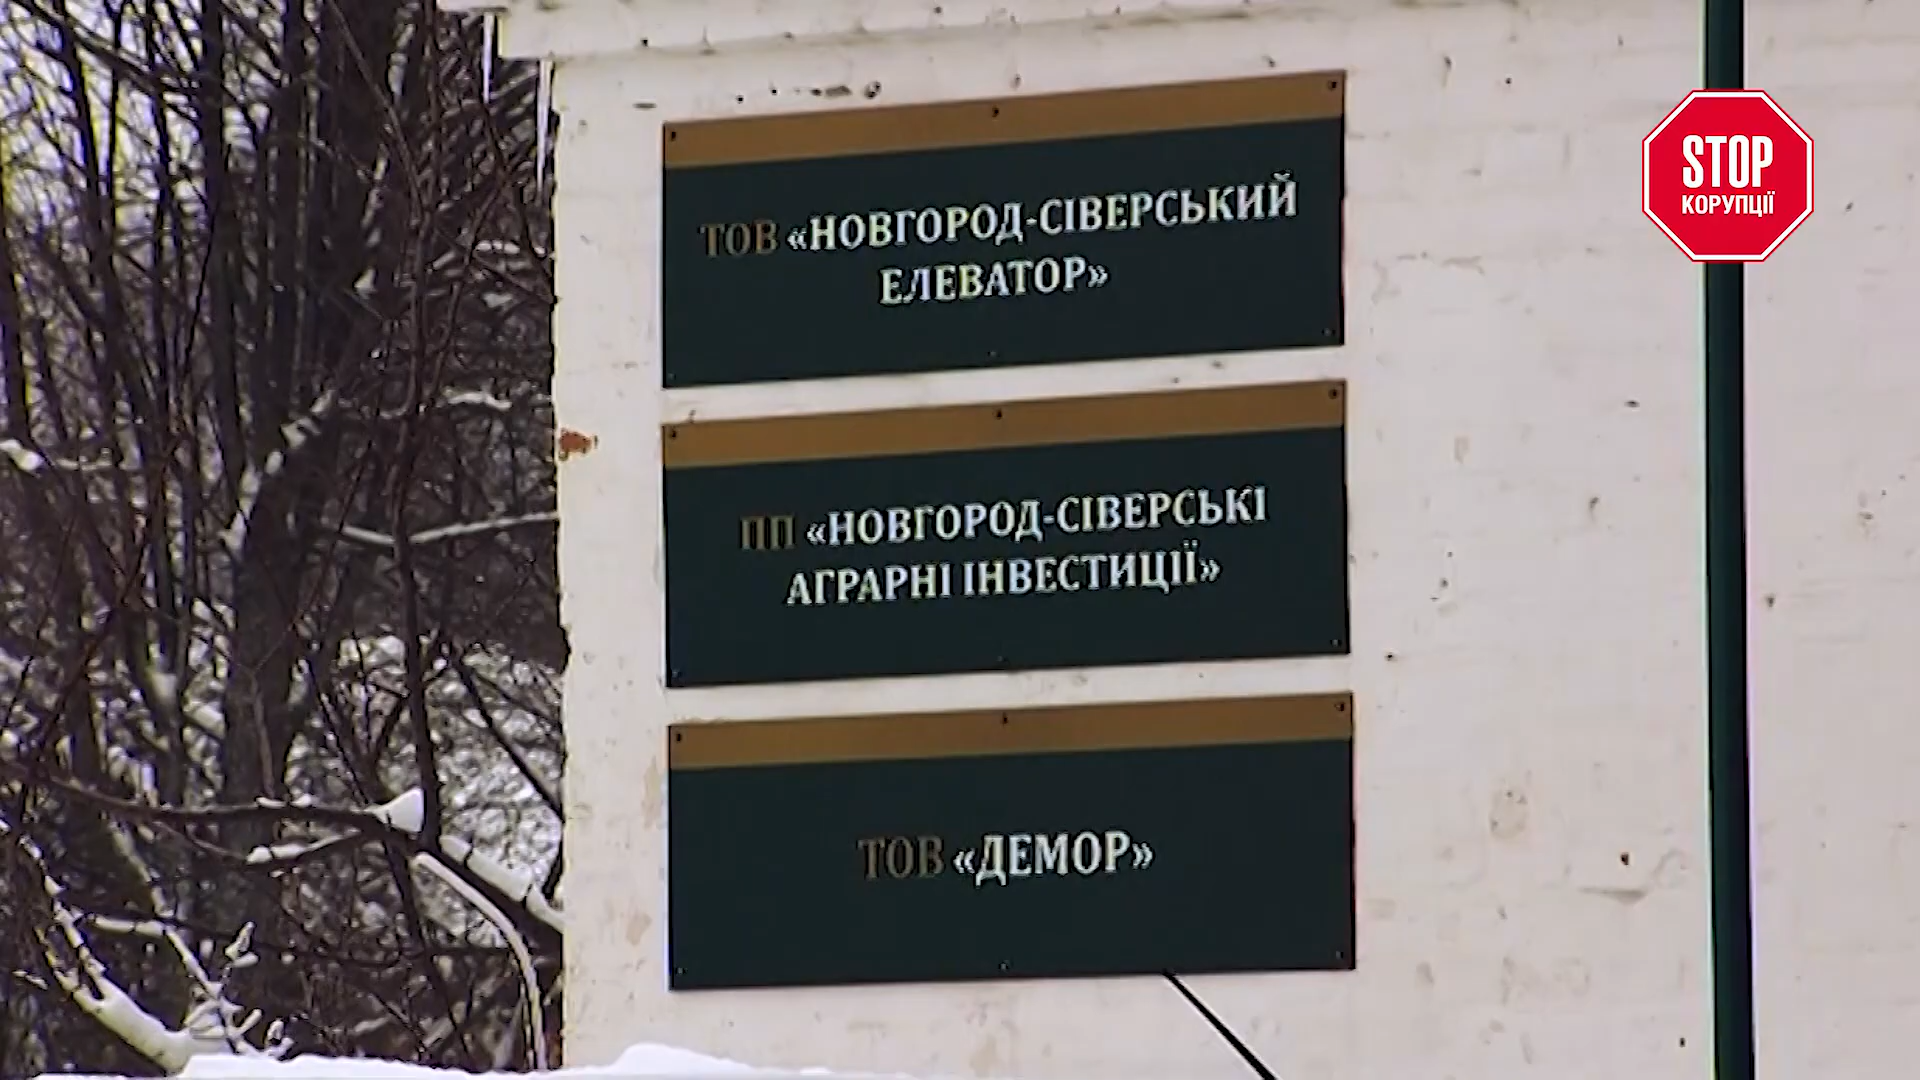 ТОВ «НОВГОРОД-СІВЕРСЬКИЙ
ЕЛЕВАТОР»
ПП «НОВГОРОД-СІВЕРСЬКІ
АГРАРНІ ІНВЕСТИЦІЇ»
ТОВ «ДЕМОР»
STOP
КОРУПЦІЇ